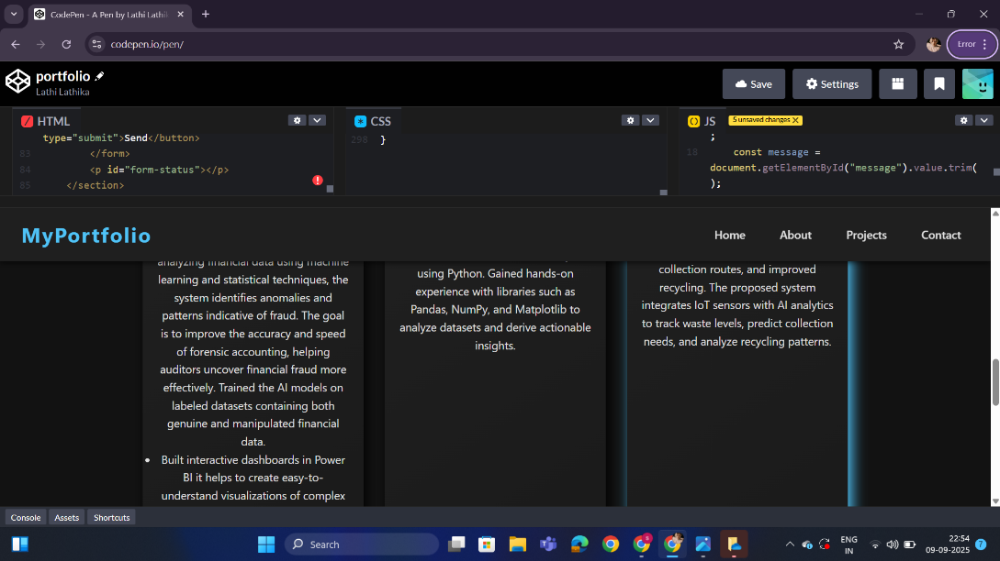 CodePen - A Pen by Lathi Lathik
codepen.io/pen/
Error
portfolio
Lathi Lathika
Save
Settings
HTML
type="submit">Send</button>
83 </form>
84 <p id="form-status"></p>
85 </section>
CSS
298 }
JS
5 unsaved changes X
;
18 const message =
document.getElementById("message").value.trim(
);
MyPortfolio
Home
About
Projects
Contact
analyzing financial data using machine
learning and statistical techniques, the
system identifies anomalies and
patterns indicative of fraud. The goal
is to improve the accuracy and speed
of forensic accounting, helping
auditors uncover financial fraud more
effectively. Trained the AI models on
labeled datasets containing both
genuine and manipulated financial
data.
• Built interactive dashboards in Power
BI it helps to create easy-to-
understand visualizations of complex
using Python. Gained hands-on
experience with libraries such as
Pandas, NumPy, and Matplotlib to
analyze datasets and derive actionable
insights.
collection routes, and improved
recycling. The proposed system
integrates IoT sensors with AI analytics
to track waste levels, predict collection
needs, and analyze recycling patterns.
Console
Assets
Shortcuts
Search
ENG
IN
22:54
09-09-2025
7